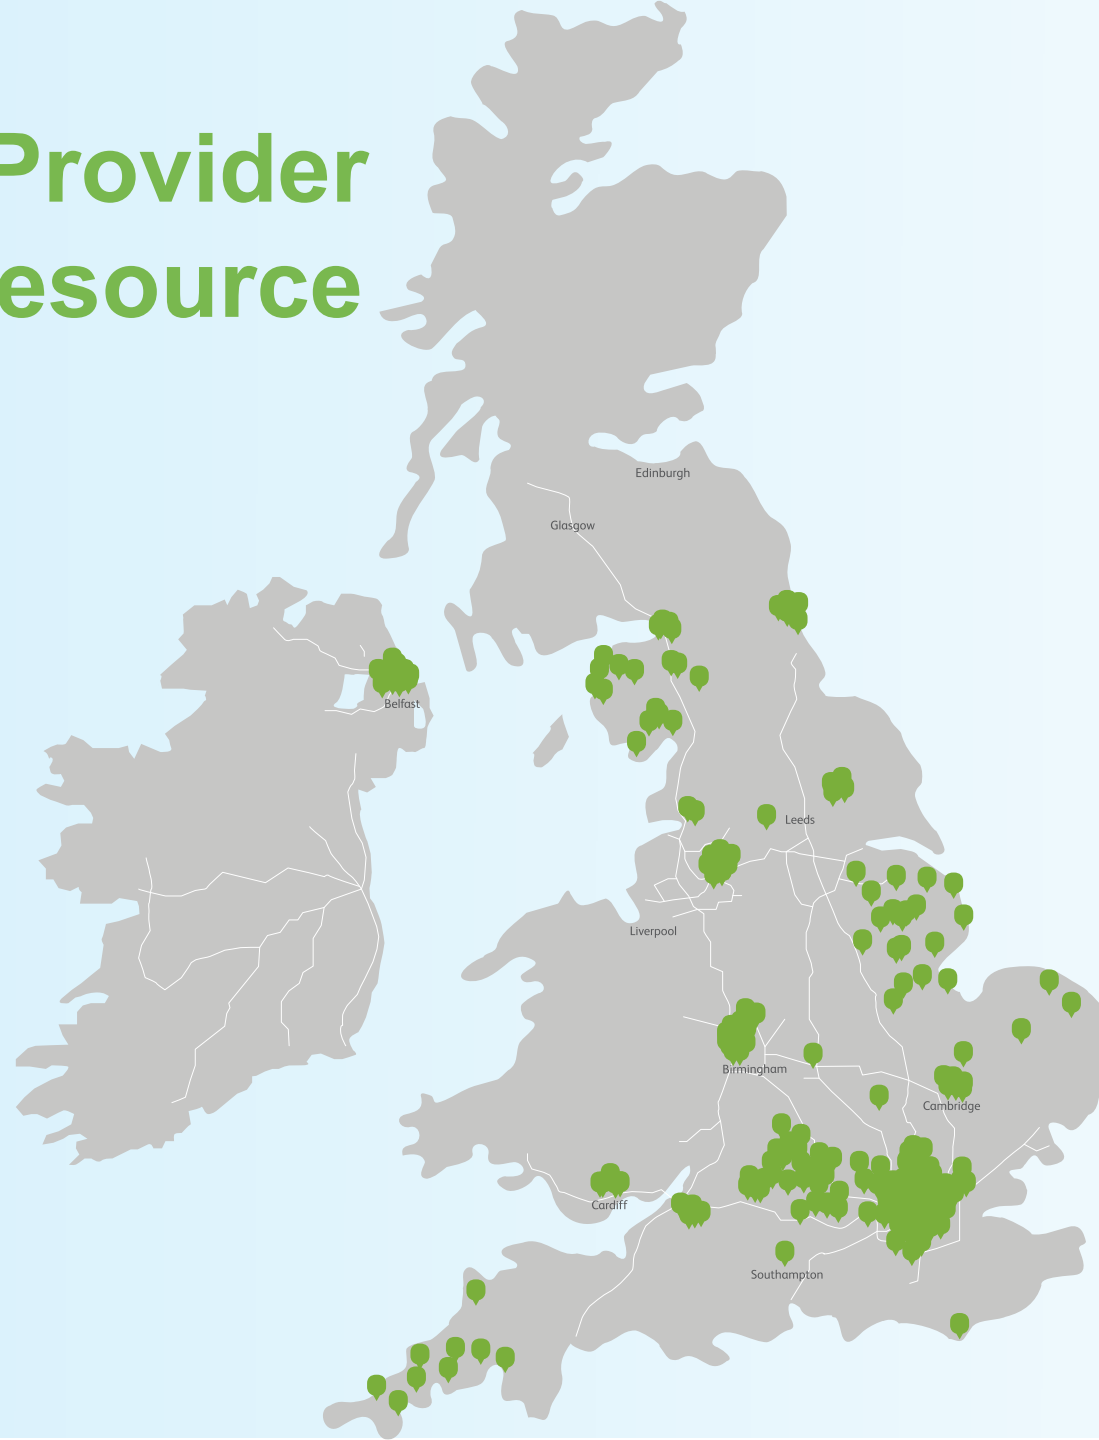 Provider
esource
Edinburgh
Glasgow
Belfast
Leeds
Liverpool
Birmingham
Cambridge
Cardiff
Southampton